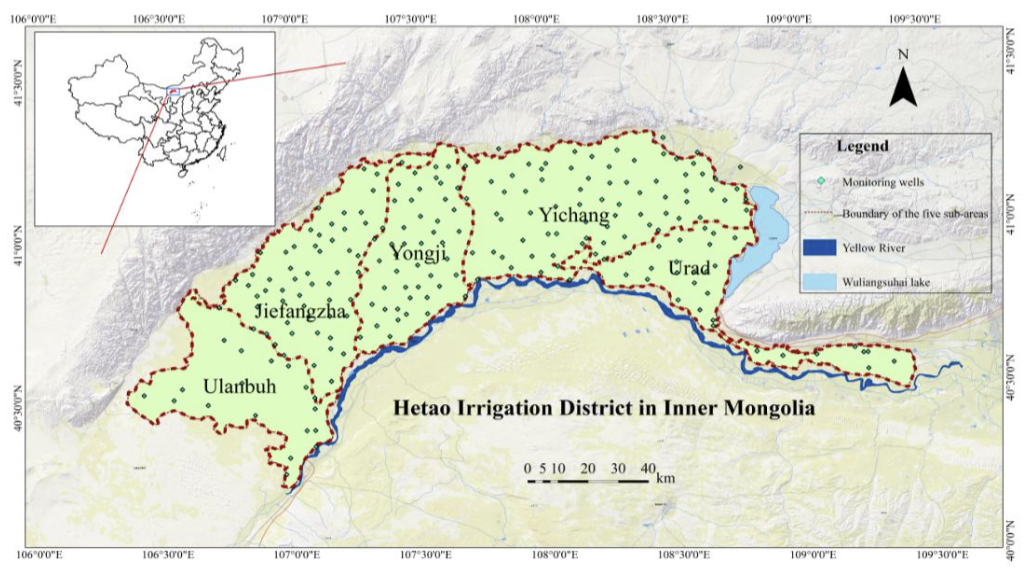 106°0'0"E 106°30'0"E 107°0'0"E 107°30'0"E 108°0'0"E 108°30'0"E 109°0'0"E 109°30'0"E
41°30'0"N 41°30'0"N
N
Legend
Monitoring wells
Boundary of the five sub-areas
Yellow River
Wuliangsuhai lake
41°0'0"N 41°0'0"N
Yichang
Yongji
Urad
Jiefangzha
Ulanbuh
40°30'0"N 40°30'0"N
Hetao Irrigation District in Inner Mongolia
0 5 10 20 30 40
km
40°0'0"N
106°0'0"E 106°30'0"E 107°0'0"E 107°30'0"E 108°0'0"E 108°30'0"E 109°0'0"E 109°30'0"E